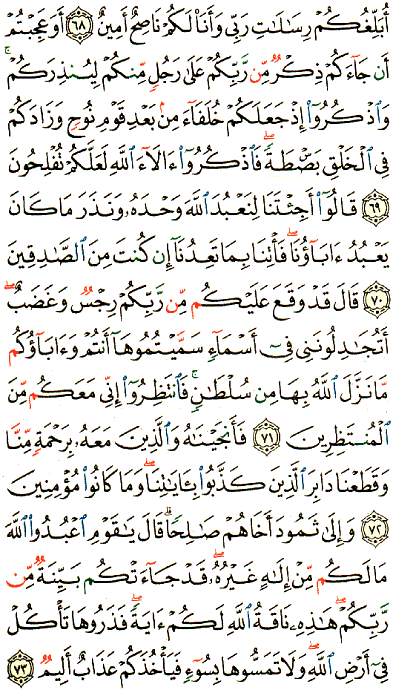 أُبَلِّغُكُمْ رِسَٰلَٰتِ رَبِّي وَأَنَا۠ لَكُمْ نَاصِحٌ أَمِينٌ ٦٨ أَوَعَجِبْتُمْ
أَن جَآءَكُمْ ذِكْرٌ مِّن رَّبِّكُمْ عَلَىٰ رَجُلٍ مِّنكُمْ لِيُنذِرَكُمْ ۚ
وَٱذْكُرُوٓا۟ إِذْ جَعَلَكُمْ خُلَفَآءَ مِنۢ بَعْدِ قَوْمِ نُوحٍ وَزَادَكُمْ
فِي ٱلْخَلْقِ بَصْۜطَةً ۖ فَٱذْكُرُوٓا۟ ءَالَآءَ ٱللَّهِ لَعَلَّكُمْ تُفْلِحُونَ
٦٩ قَالُوٓا۟ أَجِئْتَنَا لِنَعْبُدَ ٱللَّهَ وَحْدَهُۥ وَنَذَرَ مَا كَانَ
يَعْبُدُ ءَابَآؤُنَا ۖ فَأْتِنَا بِمَا تَعِدُنَآ إِن كُنتَ مِنَ ٱلصَّٰدِقِينَ
٧٠ قَالَ قَدْ وَقَعَ عَلَيْكُم مِّن رَّبِّكُمْ رِجْسٌ وَغَضَبٌ ۖ
أَتُجَٰدِلُونَنِي فِيٓ أَسْمَآءٍ سَمَّيْتُمُوهَآ أَنتُمْ وَءَابَآؤُكُم
مَّا نَزَّلَ ٱللَّهُ بِهَا مِن سُلْطَٰنٍ ۚ فَٱنتَظِرُوٓا۟ إِنِّي مَعَكُم مِّنَ
ٱلْمُنتَظِرِينَ ٧١ فَأَنجَيْنَٰهُ وَٱلَّذِينَ مَعَهُۥ بِرَحْمَةٍ مِّنَّا
وَقَطَعْنَا دَابِرَ ٱلَّذِينَ كَذَّبُوا۟ بِـَٔايَٰتِنَا ۖ وَمَا كَانُوا۟ مُؤْمِنِينَ
٧٢ وَإِلَىٰ ثَمُودَ أَخَاهُمْ صَٰلِحًا ۗ قَالَ يَٰقَوْمِ ٱعْبُدُوا۟ ٱللَّهَ
مَا لَكُم مِّنْ إِلَٰهٍ غَيْرُهُۥ ۖ قَدْ جَآءَتْكُم بَيِّنَةٌ مِّن
رَّبِّكُمْ ۖ هَٰذِهِۦ نَاقَةُ ٱللَّهِ لَكُمْ ءَايَةً ۖ فَذَرُوهَا تَأْكُلْ
فِيٓ أَرْضِ ٱللَّهِ ۖ وَلَا تَمَسُّوهَا بِسُوٓءٍ فَيَأْخُذَكُمْ عَذَابٌ أَلِيمٌ ٧٣